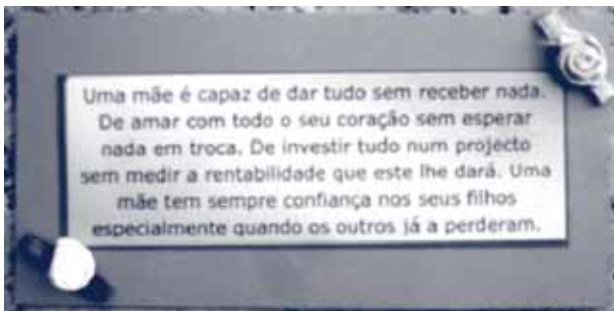 Uma mãe é capaz de dar tudo sem receber nada.
De amar com todo o seu coração sem esperar
nada em troca. De investir tudo num projecto
sem medir a rentabilidade que este lhe dará. Uma
mãe tem sempre confiança nos seus filhos
especialmente quando os outros já a perderam.